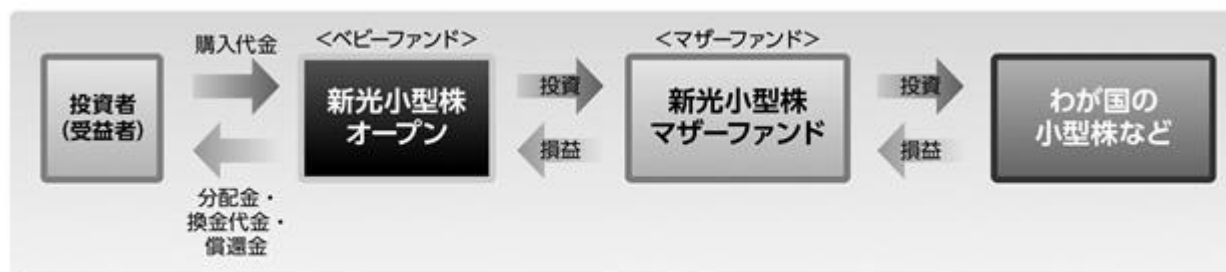 購入代金
<ベビーファンド>
<マザーファンド>
投資者
(受益者)
新光小型株
オープン
投資
損益
新光小型株
マザーファンド
投資
損益
わが国の
小型株など
分配金・
換金代金・
償還金